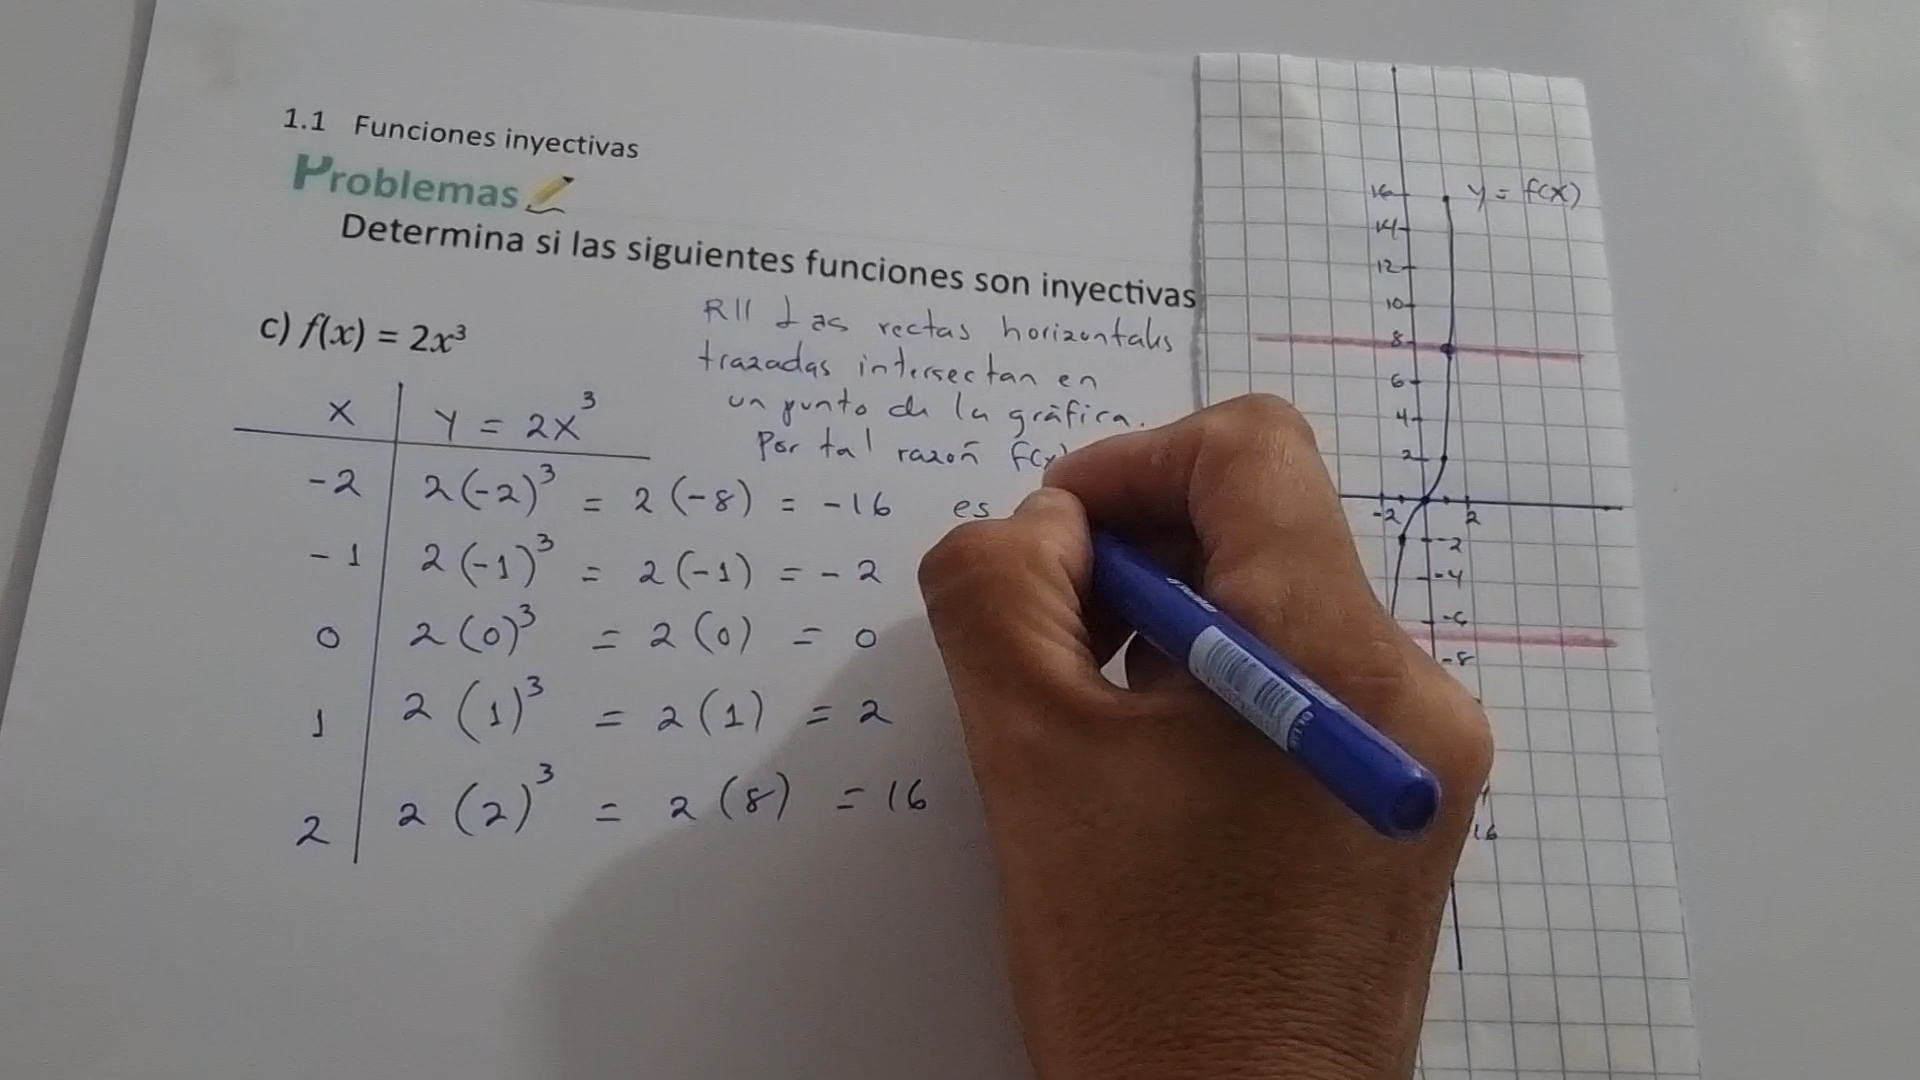 1.1 Funciones inyectivas
Problemas
Determina si las siguientes funciones son inyectivas
c) f(x) = 2x³
R// Las rectas horizontales
trazadas intersectan en
un punto de la gráfica.
Por tal razón f(x)
es
x | y = 2x³
-2 | 2(-2)³ = 2(-8) = -16
-1 | 2(-1)³ = 2(-1) = -2
0 | 2(0)³ = 2(0) = 0
1 | 2(1)³ = 2(1) = 2
2 | 2(2)³ = 2(8) = 16
y = f(x)
16
14
12
10
8
6
4
2
-2 2
-2
-4
-6
-8
16